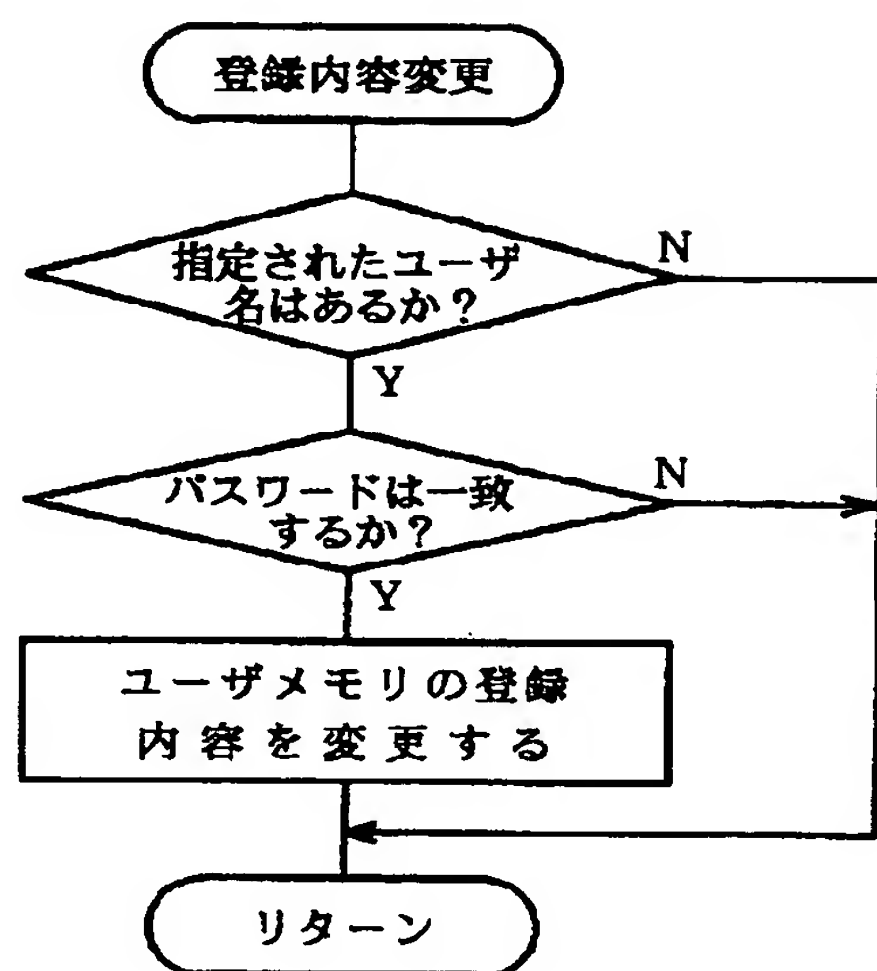 登録内容変更
指定されたユーザ
名はあるか？
N
Y
パスワードは一致
するか？
N
Y
ユーザメモリの登録
内容を変更する
リターン